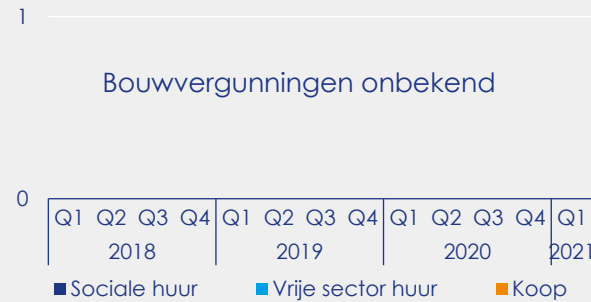 1
Bouwvergunningen onbekend
0
Q1 Q2 Q3 Q4 Q1 Q2 Q3 Q4 Q1 Q2 Q3 Q4 Q1
2018 2019 2020 2021
Sociale huur Vrije sector huur Koop